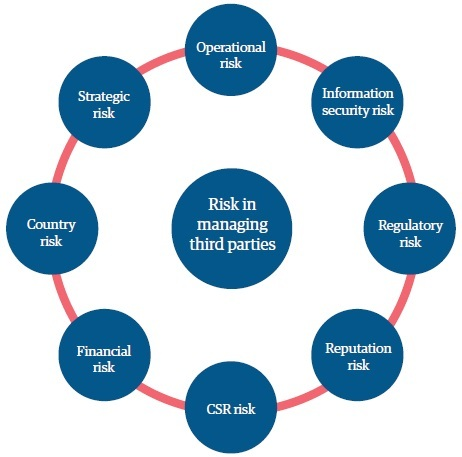 Operational
risk
Information
security risk
Regulatory
risk
Reputation
risk
CSR risk
Financial
risk
Country
risk
Strategic
risk
Risk in
managing
third parties